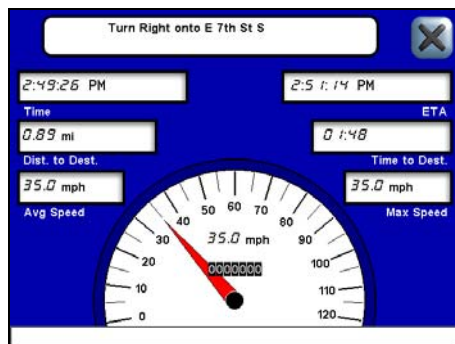 Turn Right onto E 7th St S
2:49:26 PM
2:51:14 PM
Time
ETA
0.89 mi
01:48
Dist. to Dest.
Time to Dest.
35.0 mph
35.0 mph
Avg Speed
Max Speed
0
10
20
30
40
50
60
70
80
90
100
110
120
35.0 mph
0000000